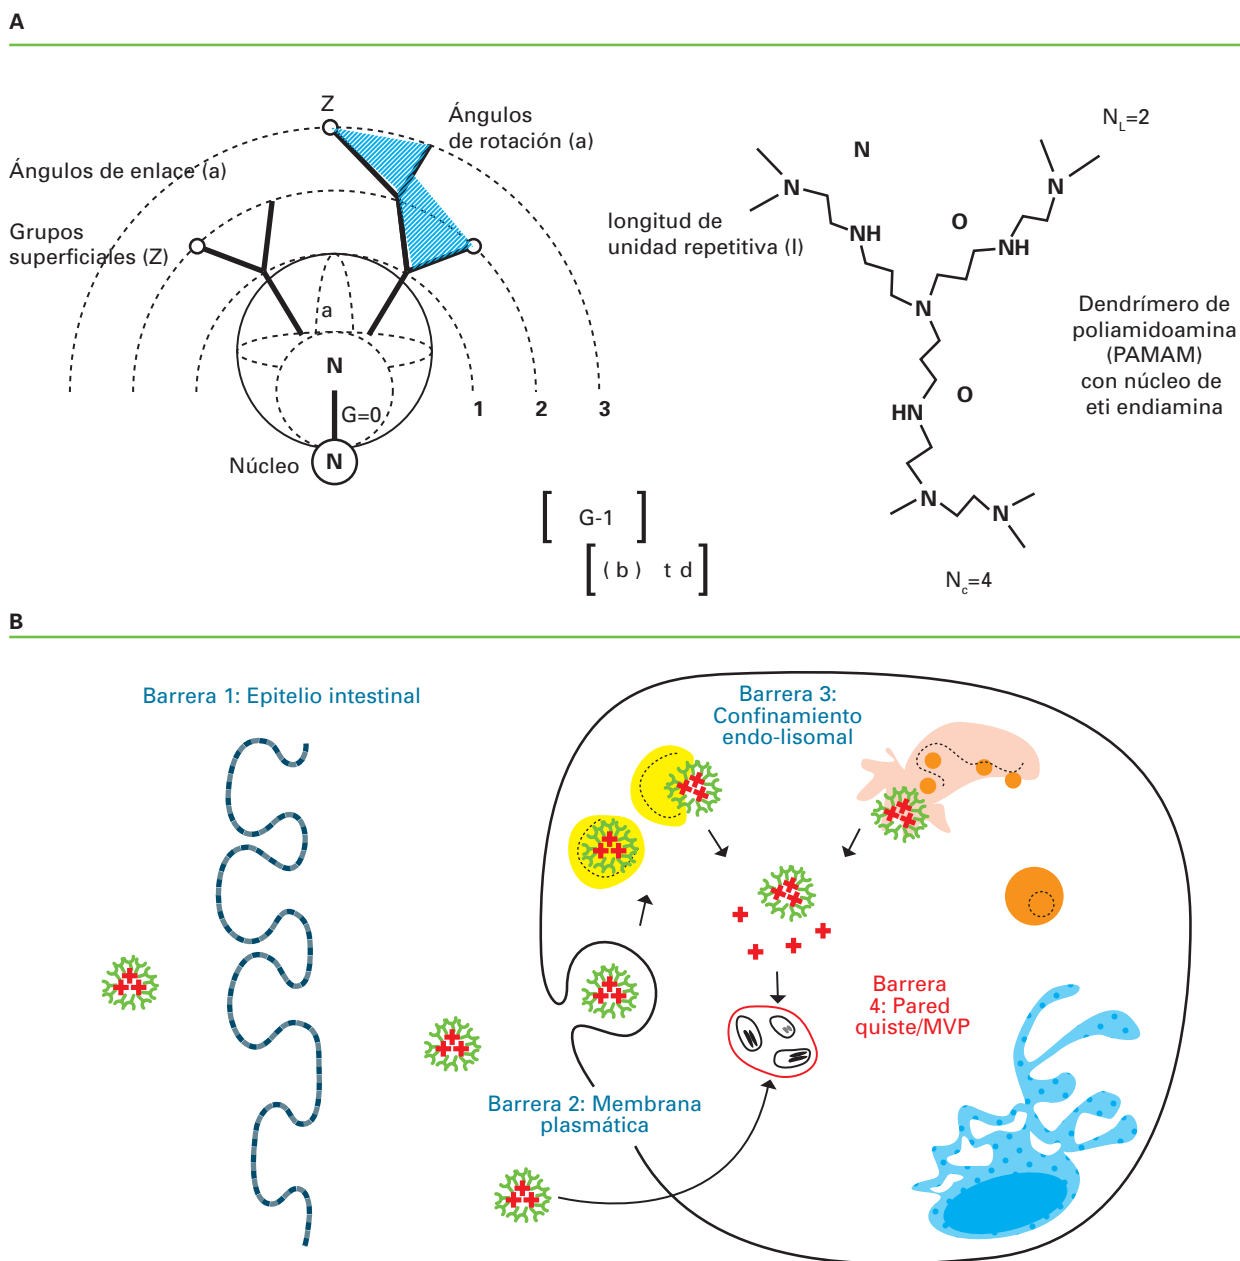 A
Z
Ángulos
de rotación (a)
Ángulos de enlace (a)
Grupos
superficiales (Z)
a
N
G=0
Núcleo
N
1
2
3
longitud de
unidad repetitiva (l)
N
N
NH
O
N
NH
N
N_L=2
O
HN
N
N
N_c=4
Dendrímero de
poliamidoamina
(PAMAM)
con núcleo de
eti endiamina
[ G-1 ]
[(b) t d]
B
Barrera 1: Epitelio intestinal
Barrera 3:
Confinamiento
endo-lisomal
Barrera
4: Pared
quiste/MVP
Barrera 2: Membrana
plasmática